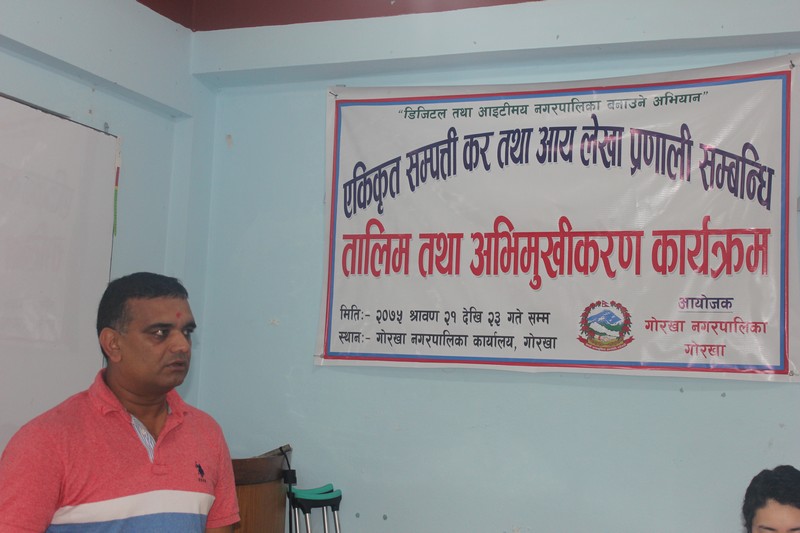 "डिजिटल तथा आइटीमय नगरपालिका बनाउने अभियान"
एकिकृत सम्पत्ती कर तथा आय लेखा प्रणाली सम्बन्धि
तालिम तथा अभिमुखीकरण कार्यक्रम
मिति:- २०७५ श्रावण २१ देखि २३ गते सम्म
स्थान:- गोरखा नगरपालिका कार्यालय, गोरखा
आयोजक
गोरखा नगरपालिका
गोरखा